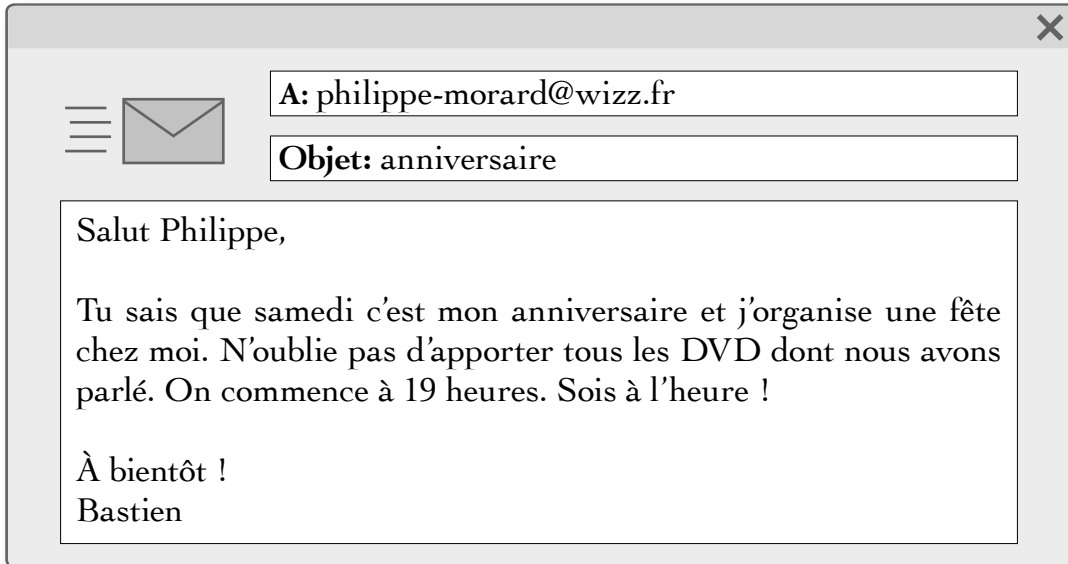 A: philippe-morard@wizz.fr
Objet: anniversaire
Salut Philippe,
Tu sais que samedi c'est mon anniversaire et j'organise une fête
chez moi. N'oublie pas d'apporter tous les DVD dont nous avons
parlé. On commence à 19 heures. Sois à l'heure !
À bientôt !
Bastien